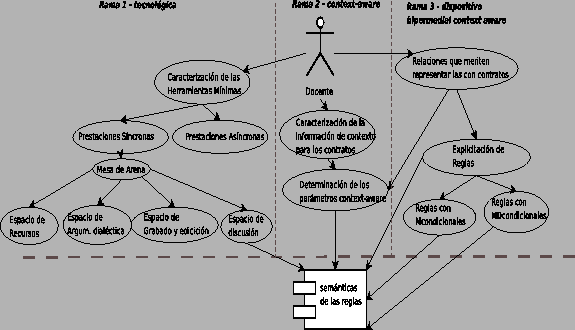 Rama 1 - tecnológica
Rama 2 - context-aware
Rama 3 - dispositivo
hipermedial context aware
Caracterización de las
Herramientas Mínimas
Docente
Relaciones que meriten
representar las con contratos
Prestaciones Síncronas
Prestaciones Asíncronas
Caracterización de la
información de contexto
para los contratos
Explicitación de
Reglas
Mesa de Arena
Determinación de los
parámetros context-aware
Espacio de
Recursos
Espacio de
Argum. dialéctica
Espacio de
Grabado y edicición
Espacio de
discusión
Reglas con
Ncondicionales
Reglas con
condicionales
semánticas
de las reglas